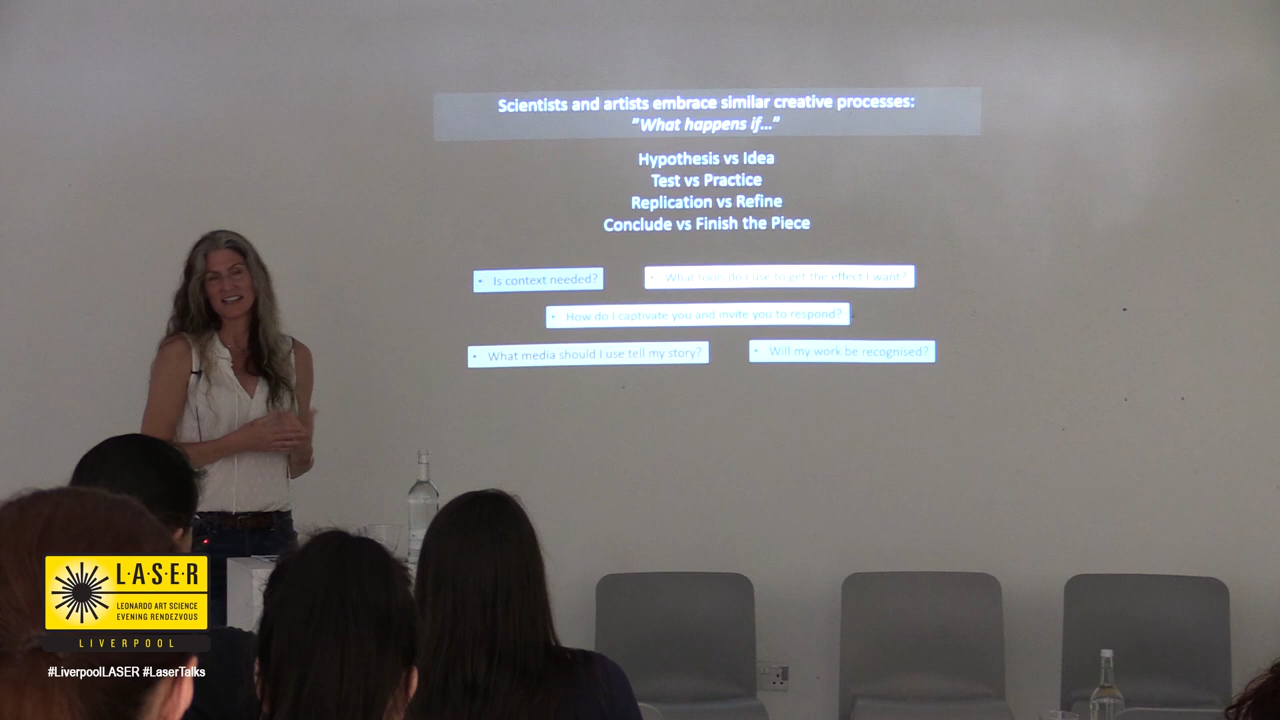 Scientists and artists embrace similar creative processes:
"What happens if..."
Hypothesis vs Idea
Test vs Practice
Replication vs Refine
Conclude vs Finish the Piece
• Is context needed?
• What tools do I use to get the effect I want?
• How do I captivate you and invite you to respond?
• What media should I use tell my story?
• Will my work be recognised?
L·A·S·E·R
LEONARDO ART SCIENCE
EVENING RENDEZVOUS
LIVERPOOL
#LiverpoolLASER #LaserTalks